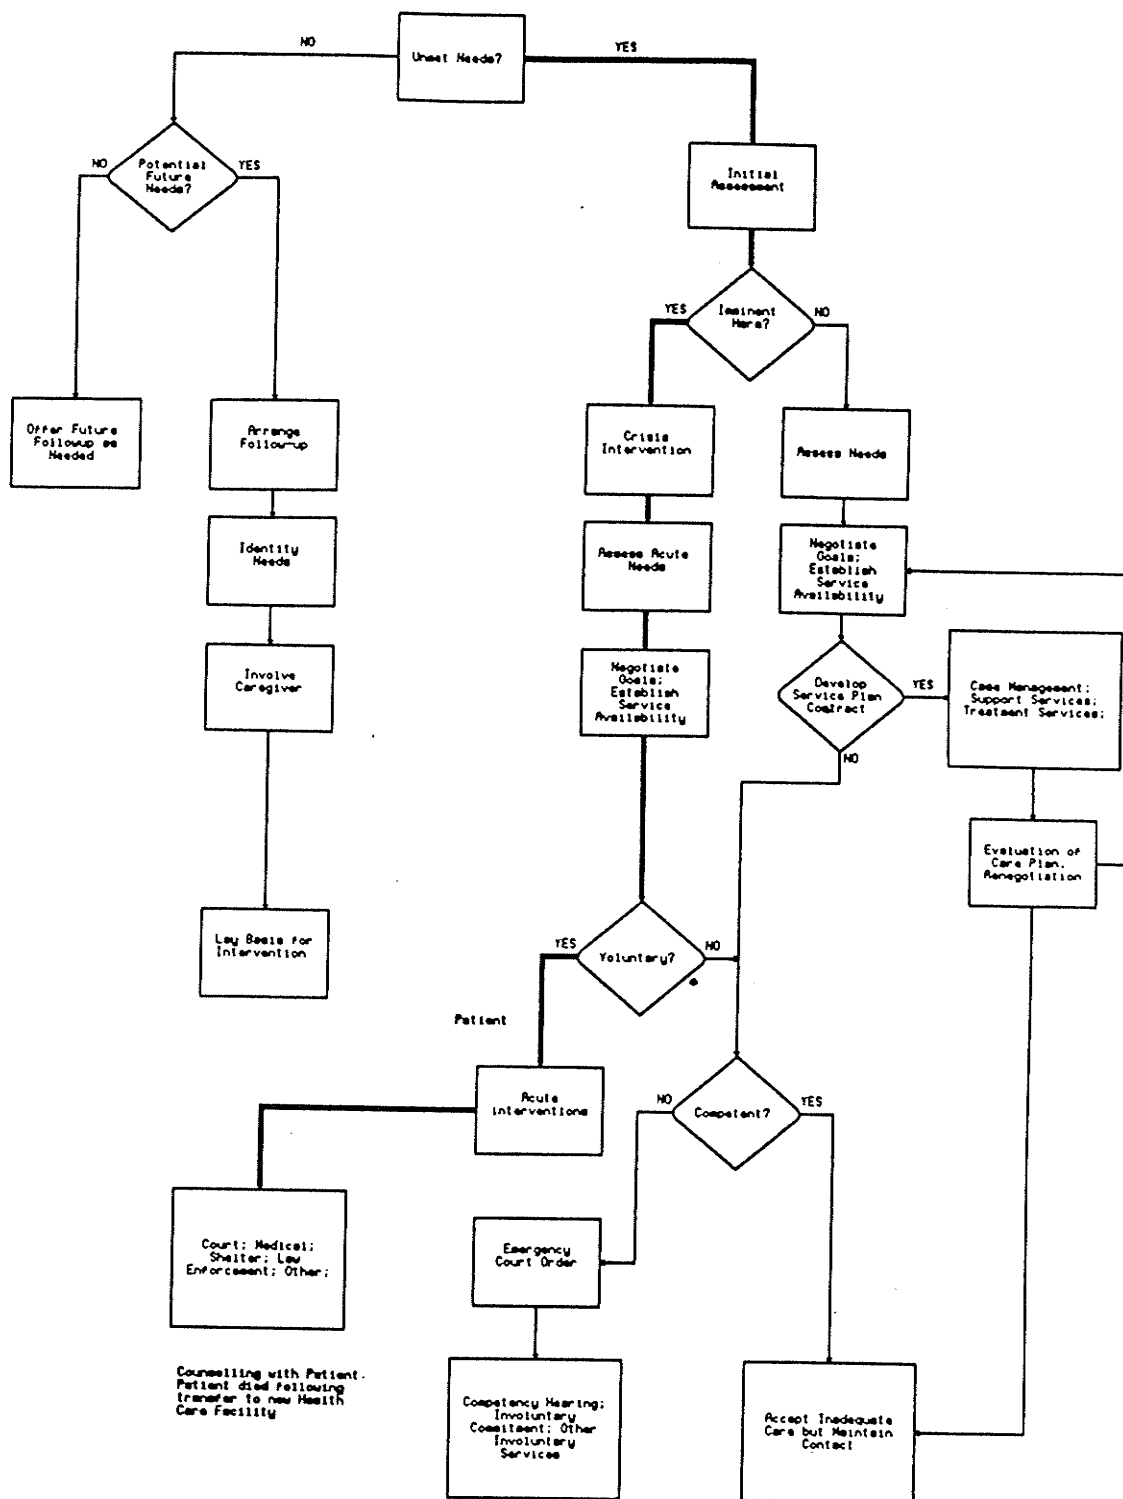 NO
YES
Unmet Needs?
NO
Potential
Future
Needs?
YES
Initial
Assessment
YES
Imminent
Harm?
NO
Offer Future
Followup as
Needed
Arrange
Follow-up
Crisis
Intervention
Assess Needs
Identity
Needs
Assess Acute
Needs
Negotiate
Goals;
Establish
Service
Availability
Involve
Caregiver
Negotiate
Goals;
Establish
Service
Availability
Develop
Service Plan
Contract
YES
NO
Case Management;
Support Services;
Treatment Services;
Evaluation of
Care Plan,
Renegotiation
Lay Basis for
Intervention
YES
Voluntary?
NO
Patient
Acute
interventions
NO
Competent?
YES
Court; Medical;
Shelter; Law
Enforcement; Other;
Emergency
Court Order
Counselling with Patient.
Patient died following
transfer to new Health
Care Facility
Competency Hearing;
Involuntary
Commitment; Other
Involuntary
Services
Accept Inadequate
Care but Maintain
Contact